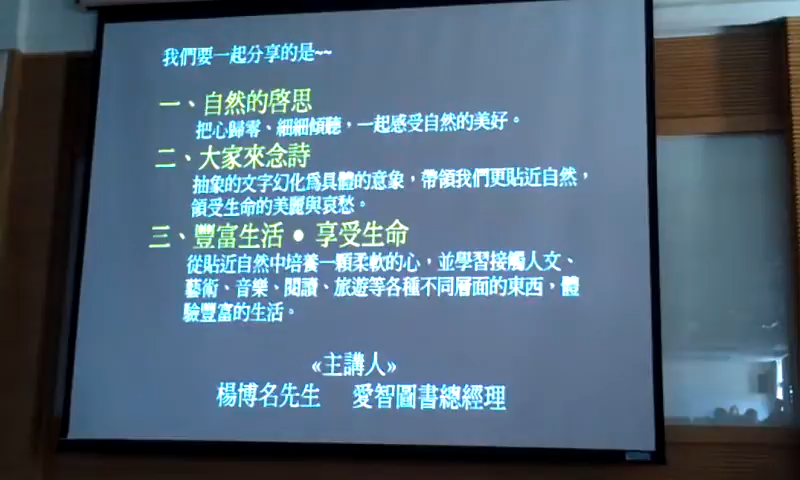 我們要一起分享的是~~
一、自然的啓思
把心歸零、細細傾聽，一起感受自然的美好。
二、大家來念詩
抽象的文字幻化爲具體的意象，帶領我們更貼近自然，
領受生命的美麗與哀愁。
三、豐富生活•享受生命
從貼近自然中培養一顆柔軟的心，並學習接觸人文、
藝術、音樂、閱讀、旅遊等各種不同層面的東西，體
驗豐富的生活。
«主講人»
楊博名先生 愛智圖書總經理